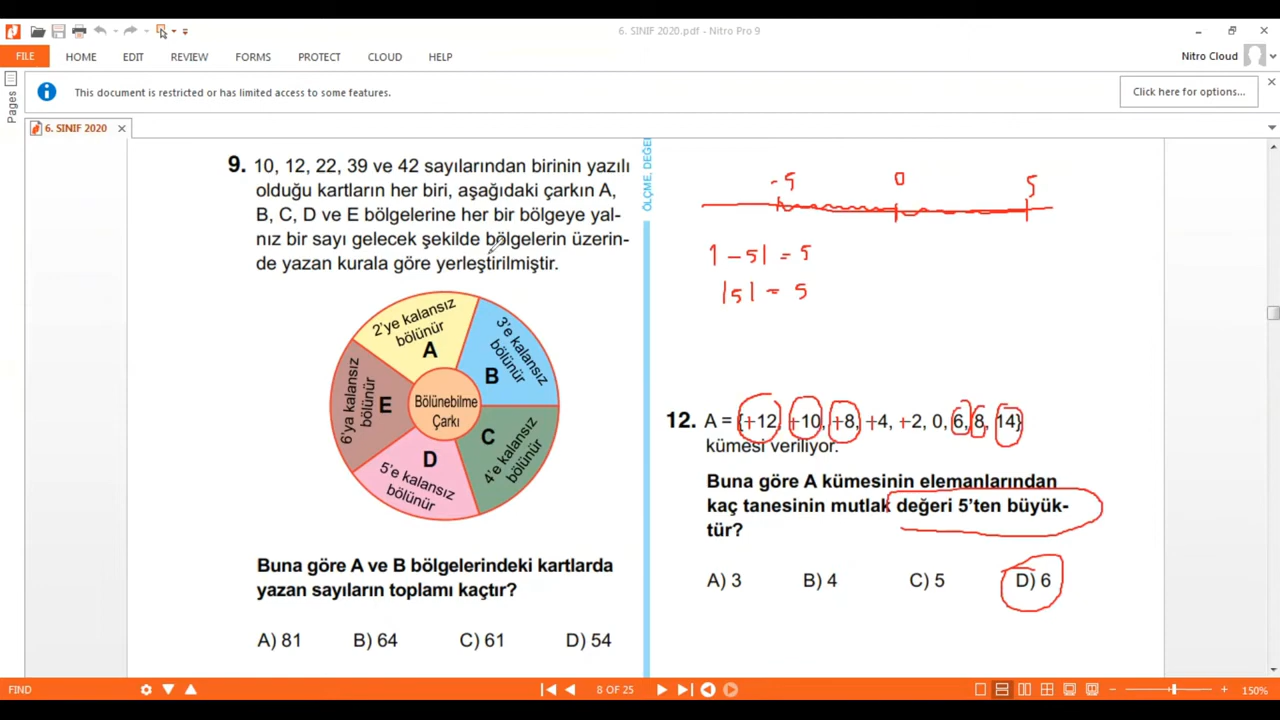 6. SINIF 2020.pdf - Nitro Pro 9
FILE
HOME
EDIT
REVIEW
FORMS
PROTECT
CLOUD
HELP
Nitro Cloud
This document is restricted or has limited access to some features.
Click here for options...
Pages
6. SINIF 2020
9. 10, 12, 22, 39 ve 42 sayılarından birinin yazılı
olduğu kartların her biri, aşağıdaki çarkın A,
B, C, D ve E bölgelerine her bir bölgeye yal-
nız bir sayı gelecek şekilde bölgelerin üzerin-
de yazan kurala göre yerleştirilmiştir.
2'ye kalansız
bölünür
A
3'e kalansız
bölünür
B
C
4'e kalansız
bölünür
D
5'e kalansız
bölünür
E
6'ya kalansız
bölünür
Bölünebilme
Çarkı
Buna göre A ve B bölgelerindeki kartlarda
yazan sayıların toplamı kaçtır?
A) 81 B) 64 C) 61 D) 54
ÖLÇME, DEĞE
-5 0 5
|-5| = 5
|5| = 5
12. A = {+12, +10, +8, +4, +2, 0, 6, 8, 14}
kümesi veriliyor.
Buna göre A kümesinin elemanlarından
kaç tanesinin mutlak değeri 5'ten büyük-
tür?
A) 3 B) 4 C) 5 D) 6
FIND
8 OF 25
150%